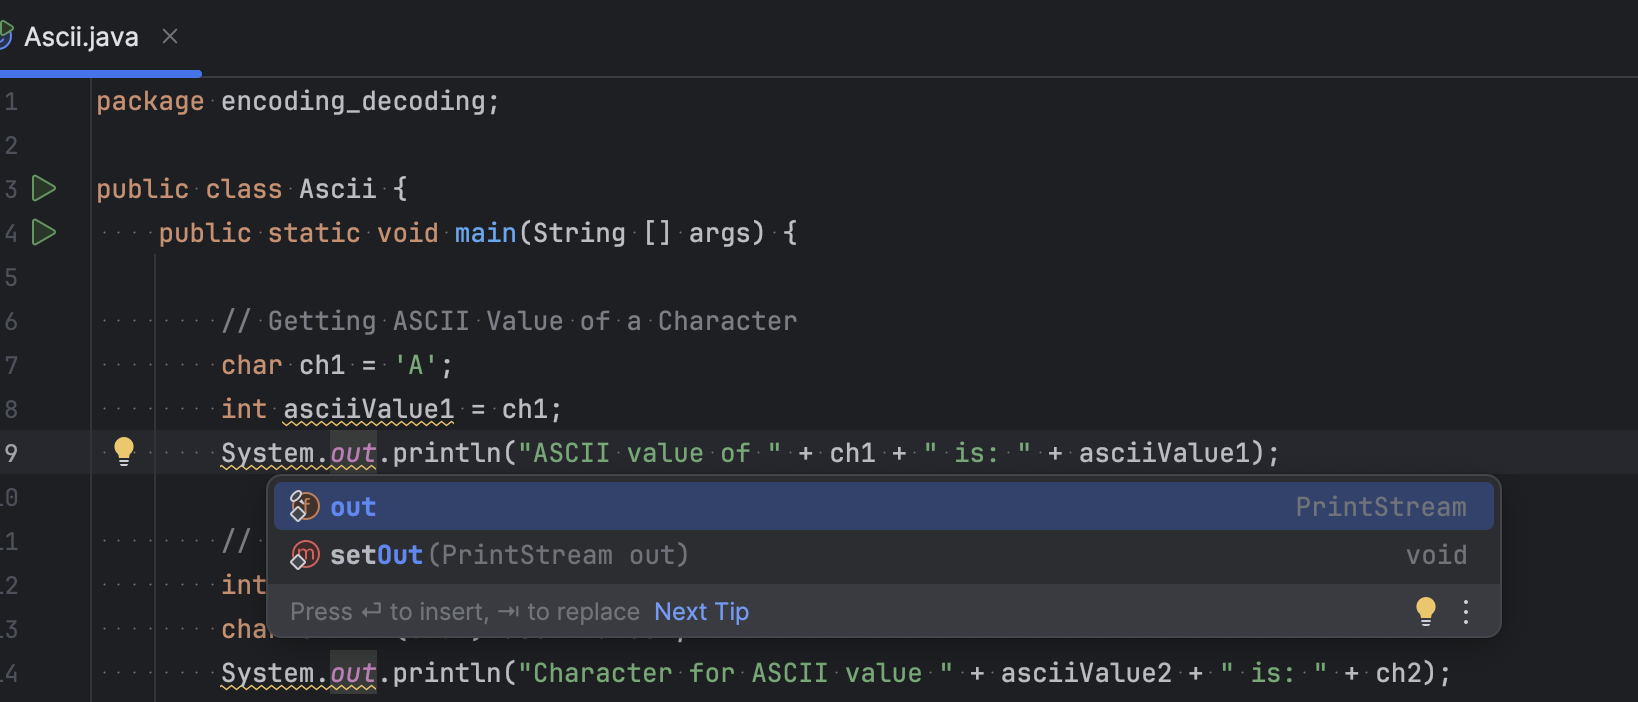 Ascii.java
1 package encoding_decoding;
2
3 public class Ascii {
4 public static void main(String [] args) {
5
6 // Getting ASCII Value of a Character
7 char ch1 = 'A';
8 int asciiValue1 = ch1;
9 System.out.println("ASCII value of " + ch1 + " is: " + asciiValue1);
10
out PrintStream
11 //
setOut(PrintStream out) void
12 int
Press ↵ to insert, ⇥ to replace Next Tip
13 char
14 System.out.println("Character for ASCII value " + asciiValue2 + " is: " + ch2);